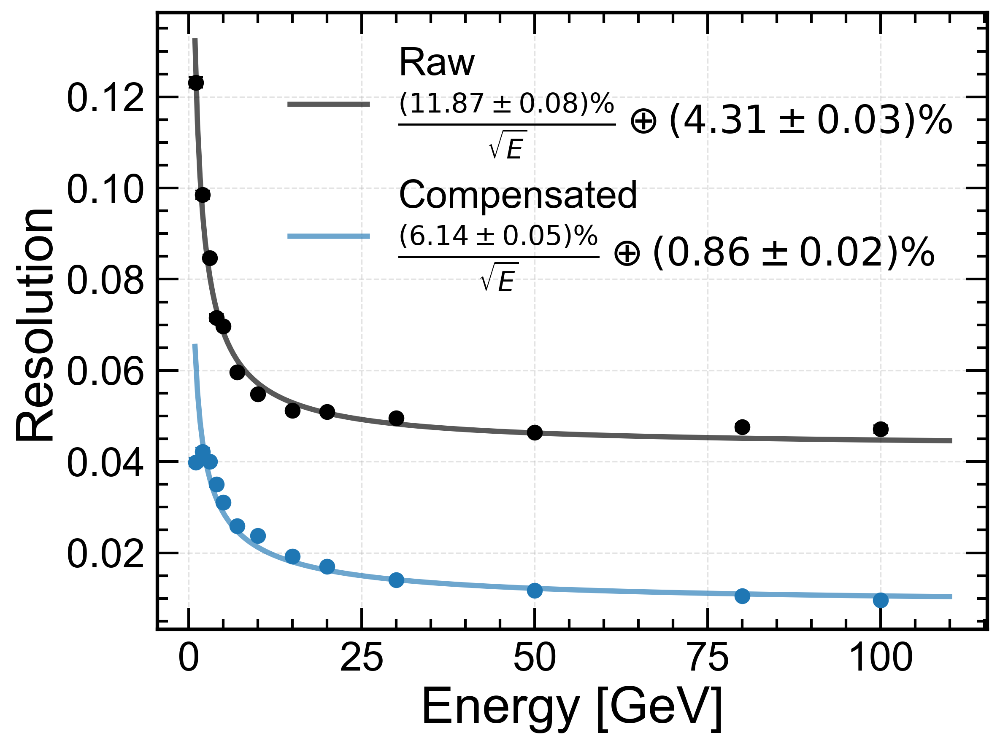 Raw
(11.87 ± 0.08)%
⊕ (4.31 ± 0.03)%
√E
Compensated
(6.14 ± 0.05)%
⊕ (0.86 ± 0.02)%
√E
Resolution
0.12
0.10
0.08
0.06
0.04
0.02
0 25 50 75 100
Energy [GeV]